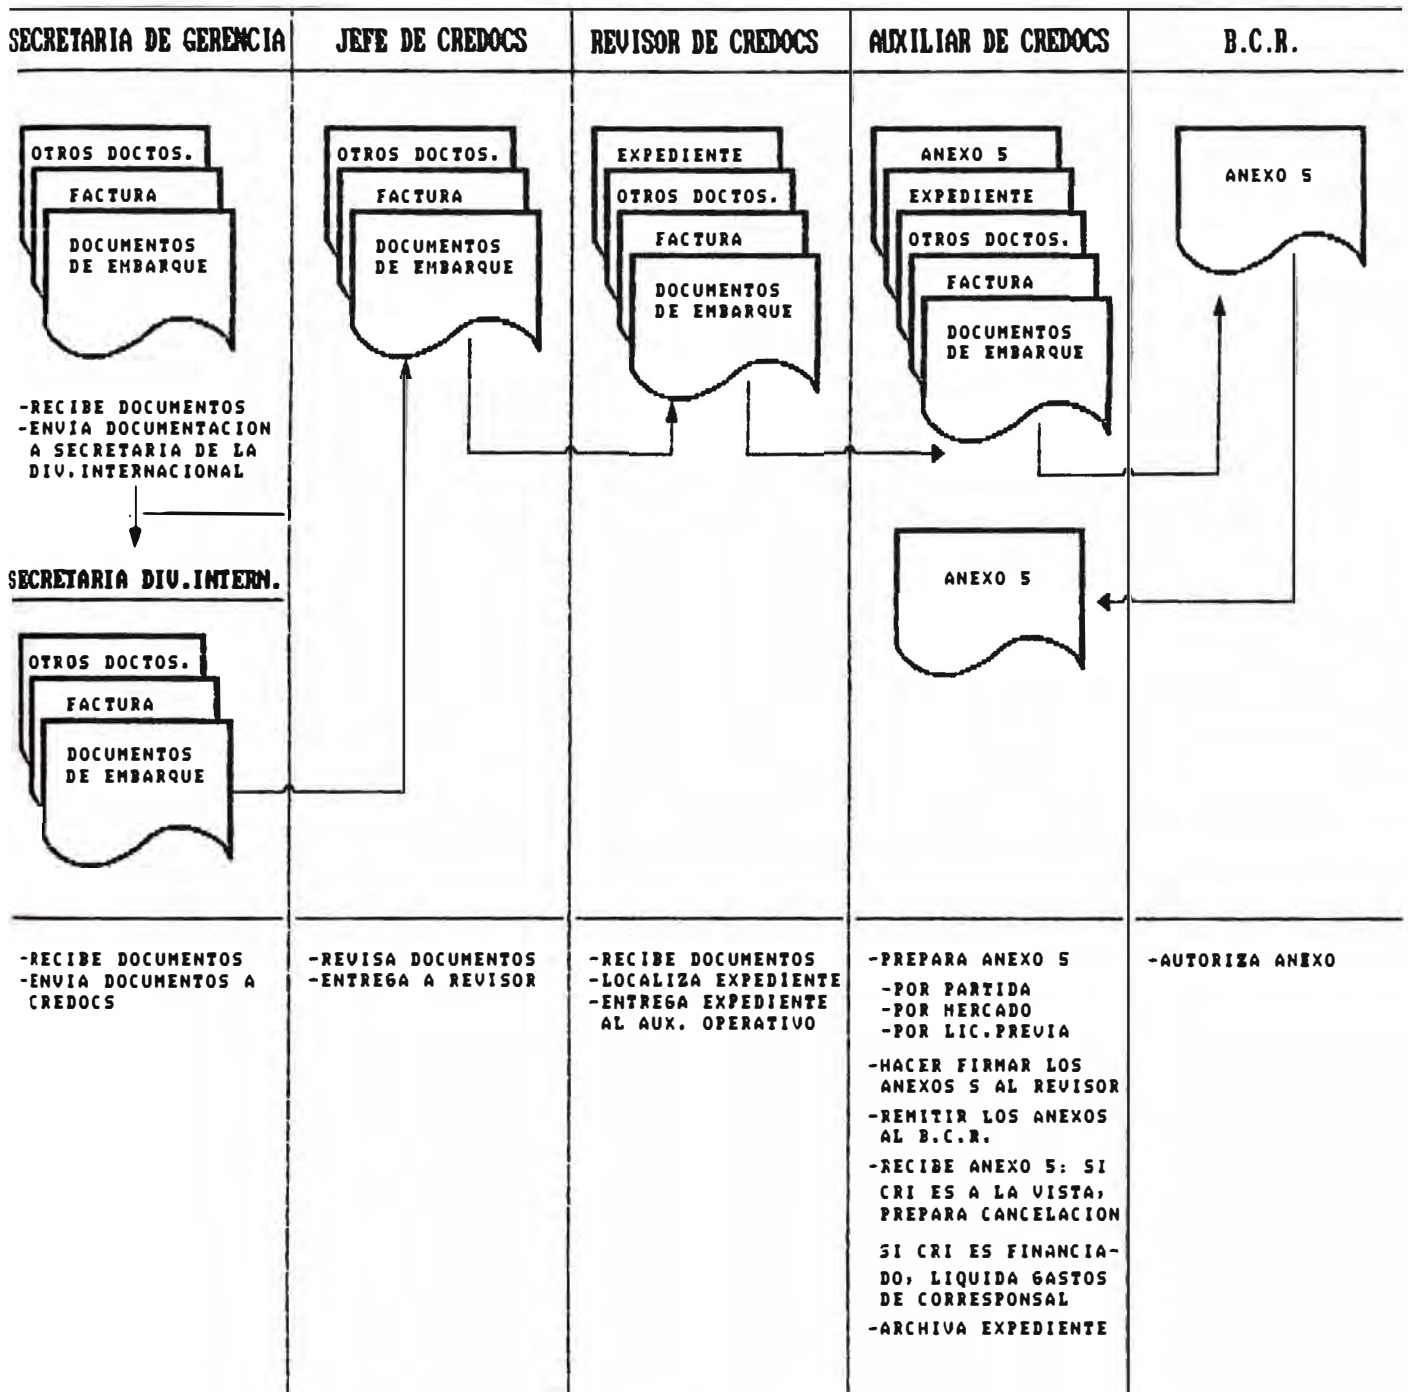 SECRETARIA DE GERENCIA
JEFE DE CREDOCS
REVISOR DE CREDOCS
AUXILIAR DE CREDOCS
B.C.R.
OTROS DOCTOS.
FACTURA
DOCUMENTOS
DE EMBARQUE
-RECIBE DOCUMENTOS
-ENVIA DOCUMENTACION
A SECRETARIA DE LA
DIV.INTERNACIONAL
SECRETARIA DIV.INTERN.
OTROS DOCTOS.
FACTURA
DOCUMENTOS
DE EMBARQUE
OTROS DOCTOS.
FACTURA
DOCUMENTOS
DE EMBARQUE
EXPEDIENTE
OTROS DOCTOS.
FACTURA
DOCUMENTOS
DE EMBARQUE
ANEXO 5
EXPEDIENTE
OTROS DOCTOS.
FACTURA
DOCUMENTOS
DE EMBARQUE
ANEXO 5
ANEXO 5
-RECIBE DOCUMENTOS
-ENVIA DOCUMENTOS A
CREDOCS
-REVISA DOCUMENTOS
-ENTREGA A REVISOR
-RECIBE DOCUMENTOS
-LOCALIZA EXPEDIENTE
-ENTREGA EXPEDIENTE
AL AUX. OPERATIVO
-PREPARA ANEXO 5
-POR PARTIDA
-POR MERCADO
-POR LIC.PREVIA
-HACER FIRMAR LOS
ANEXOS 5 AL REVISOR
-REMITIR LOS ANEXOS
AL B.C.R.
-RECIBE ANEXO 5: SI
CRI ES A LA VISTA,
PREPARA CANCELACION
SI CRI ES FINANCIA-
DO, LIQUIDA GASTOS
DE CORRESPONSAL
-ARCHIVA EXPEDIENTE
-AUTORIZA ANEXO